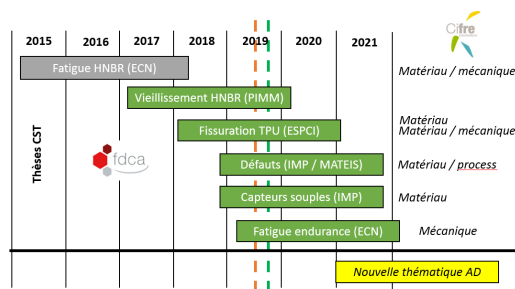 Cifre
2015 2016 2017 2018 2019 2020 2021
Fatigue HNBR (ECN) Matériau / mécanique
Vieillissement HNBR (PIMM)
Matériau
Fissuration TPU (ESPCI) Matériau / mécanique
Thèses CST
fdca
Défauts (IMP / MATEIS) Matériau / process
Capteurs souples (IMP) Matériau
Fatigue endurance (ECN) Mécanique
Nouvelle thématique AD